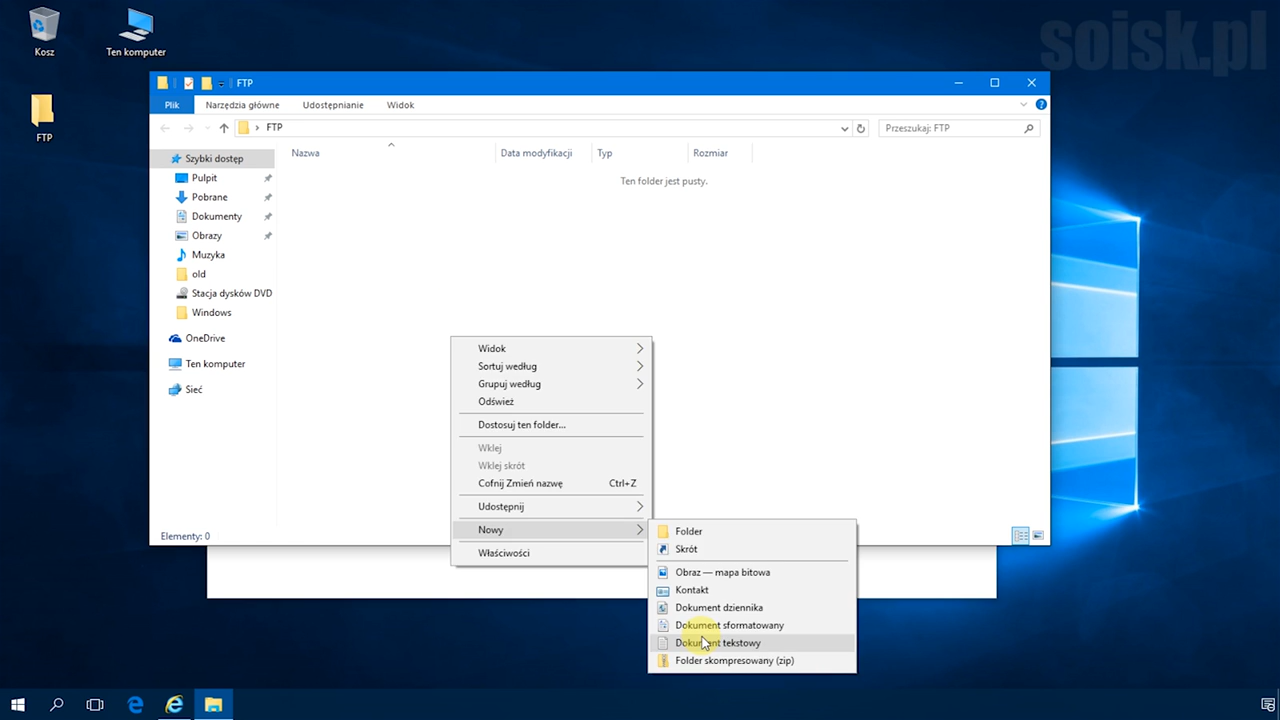 soisk.pl
Kosz
Ten komputer
FTP
FTP
Plik
Narzędzia główne
Udostępnianie
Widok
FTP
Przeszukaj: FTP
Szybki dostęp
Pulpit
Pobrane
Dokumenty
Obrazy
Muzyka
old
Stacja dysków DVD
Windows
OneDrive
Ten komputer
Sieć
Nazwa
Data modyfikacji
Typ
Rozmiar
Ten folder jest pusty.
Widok
Sortuj według
Grupuj według
Odśwież
Dostosuj ten folder...
Wklej
Wklej skrót
Cofnij Zmień nazwę Ctrl+Z
Udostępnij
Nowy
Właściwości
Folder
Skrót
Obraz — mapa bitowa
Kontakt
Dokument dziennika
Dokument sformatowany
Dokument tekstowy
Folder skompresowany (zip)
Elementy: 0